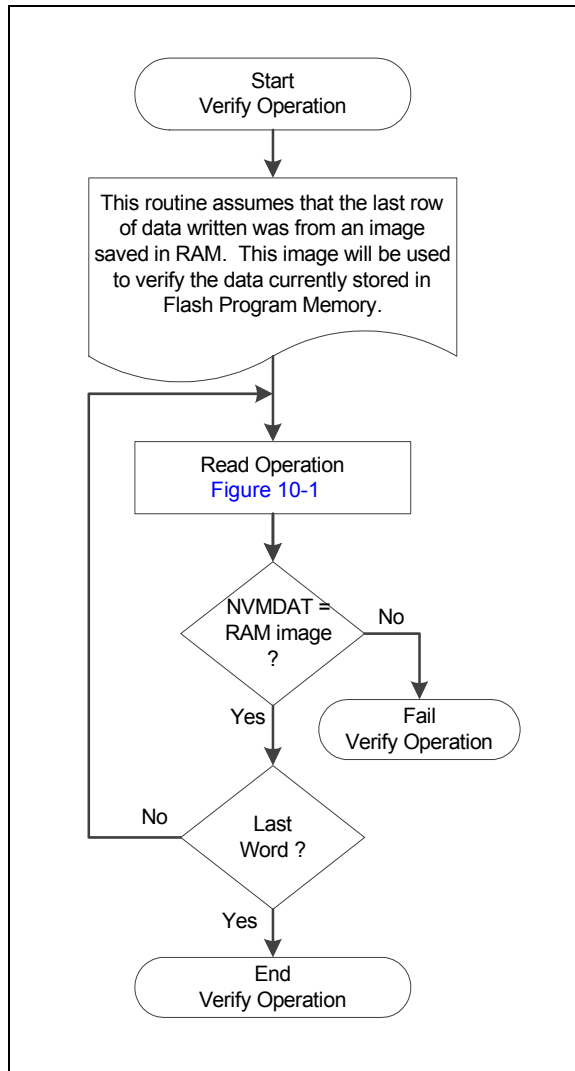 Start
Verify Operation
This routine assumes that the last row
of data written was from an image
saved in RAM. This image will be used
to verify the data currently stored in
Flash Program Memory.
Read Operation
Figure 10-1
NVMDAT =
RAM image
?
No
Fail
Verify Operation
Yes
No
Last
Word ?
Yes
End
Verify Operation